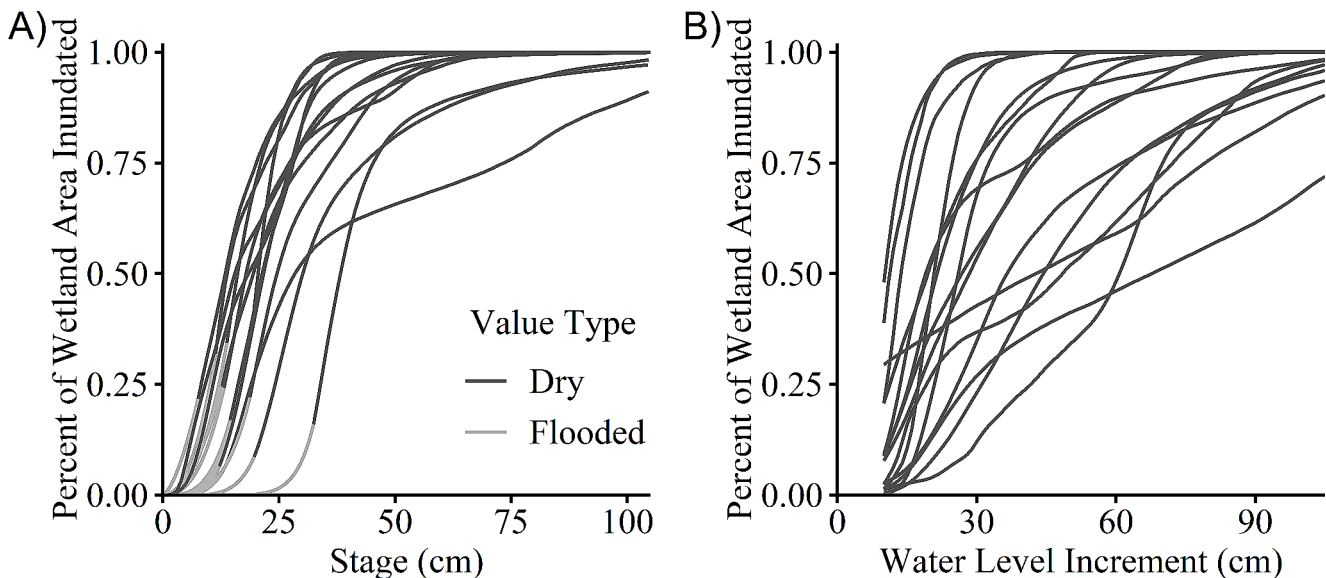 A)
Percent of Wetland Area Inundated
1.00
0.75
0.50
0.25
0.00
0
25
50
75
100
Stage (cm)
Value Type
Dry
Flooded
B)
Percent of Wetland Area Inundated
1.00
0.75
0.50
0.25
0.00
0
30
60
90
Water Level Increment (cm)